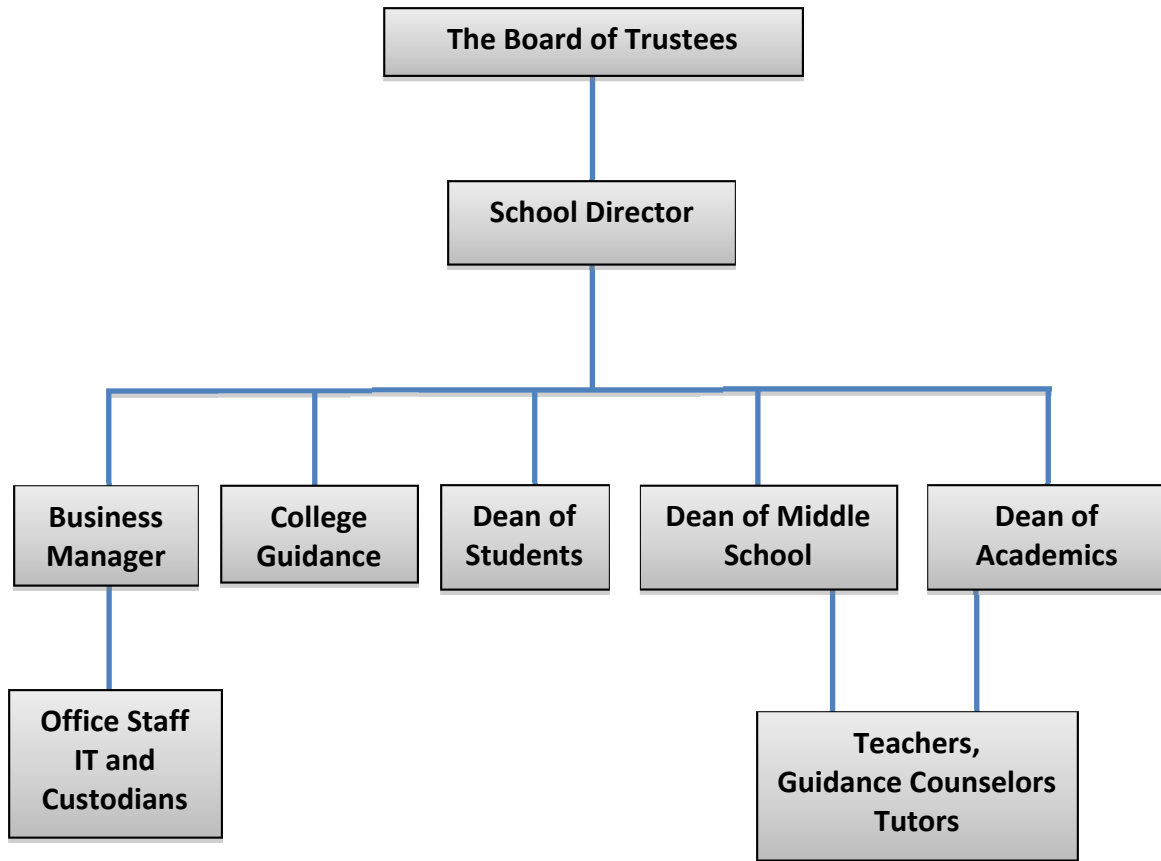 The Board of Trustees
School Director
Business
Manager
College
Guidance
Dean of
Students
Dean of Middle
School
Dean of
Academics
Office Staff
IT and
Custodians
Teachers,
Guidance Counselors
Tutors